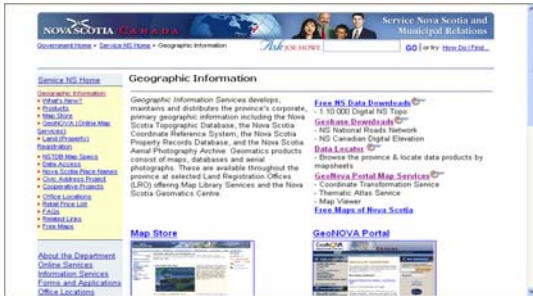 NOVA SCOTIA CANADA
Service Nova Scotia and
Municipal Relations
Government Home > Service NS Home > Geographic Information
Ask JOE HOWE
GO or try How Do I Find...
Service NS Home
Geographic Information
What's New?
Products
Map Store
GeoNOVA (Online Map
Services)
Land (Property)
Registration
NSTDB Map Specs
Data Access
Nova Scotia Place Names
Civic Address Project
Cooperative Projects
Office Locations
Retail Price List
FAQs
Related Links
Free Maps
About the Department
Online Services
Information Services
Forms and Applications
Office Locations
Geographic Information
Geographic Information Services develops,
maintains and distributes the province's corporate,
primary geographic information including the Nova
Scotia Topographic Database, the Nova Scotia
Coordinate Reference System, the Nova Scotia
Property Records Database, and the Nova Scotia
Aerial Photography Archive. Geomatics products
consist of maps, databases and aerial
photographs. These are available throughout the
province at selected Land Registration Offices
(LRO) offering Map Library Services and the Nova
Scotia Geomatics Centre.
Free NS Data Downloads
- 1:10 000 Digital NS Topo
Geobase Downloads
- NS National Roads Network
- NS Canadian Digital Elevation
Data Locator
- Browse the province & locate data products by
mapsheets
GeoNova Portal Map Services
- Coordinate Transformation Service
- Thematic Atlas Service
- Map Viewer
Free Maps of Nova Scotia
Map Store
GeoNOVA Portal